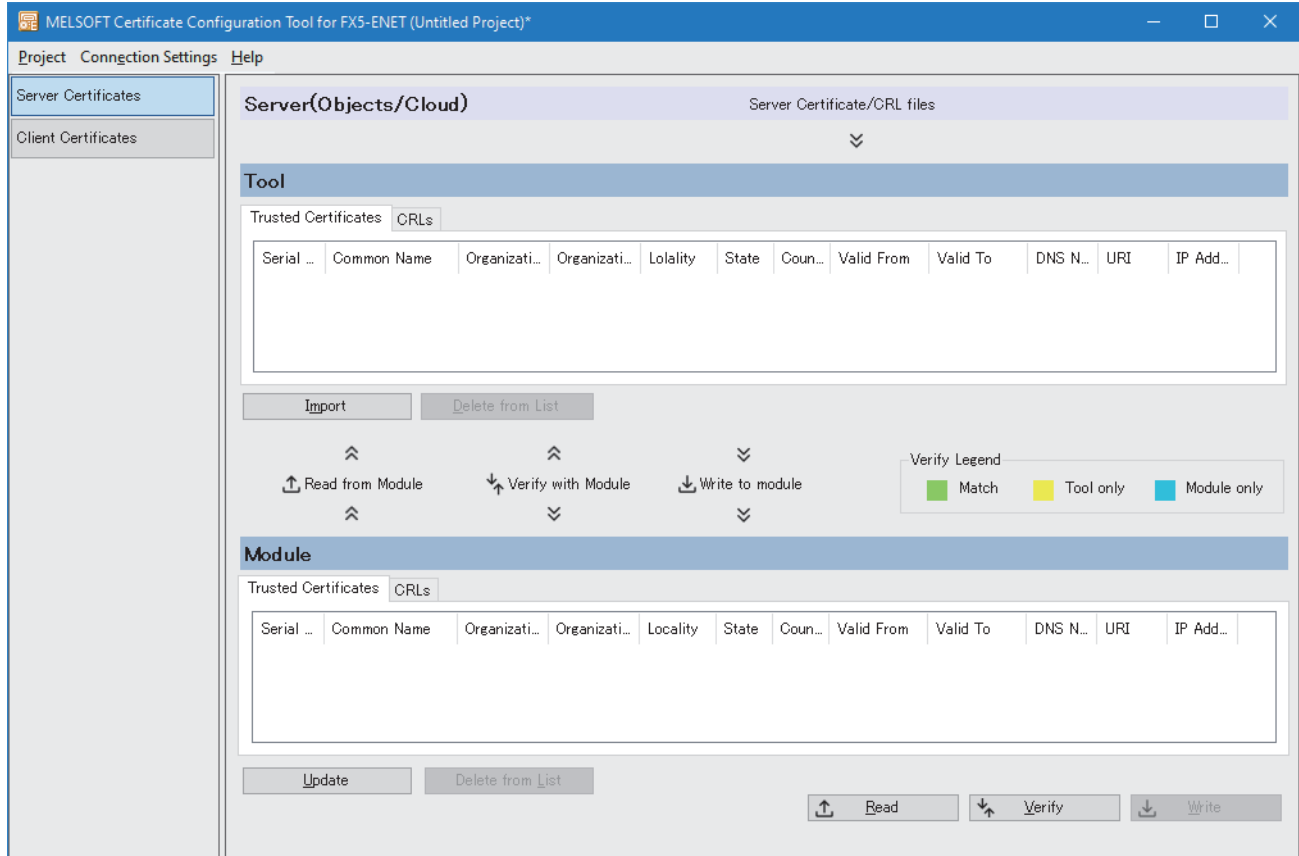 MELSOFT Certificate Configuration Tool for FX5-ENET (Untitled Project)*
Project Connection Settings Help
Server Certificates
Client Certificates
Server(Objects/Cloud) Server Certificate/CRL files
Tool
Trusted Certificates CRLs
Serial ... Common Name Organizati... Organizati... Lolality State Coun... Valid From Valid To DNS N... URI IP Add...
Import Delete from List
Read from Module Verify with Module Write to module
Verify Legend
Match Tool only Module only
Module
Trusted Certificates CRLs
Serial ... Common Name Organizati... Organizati... Locality State Coun... Valid From Valid To DNS N... URI IP Add...
Update Delete from List
Read Verify Write